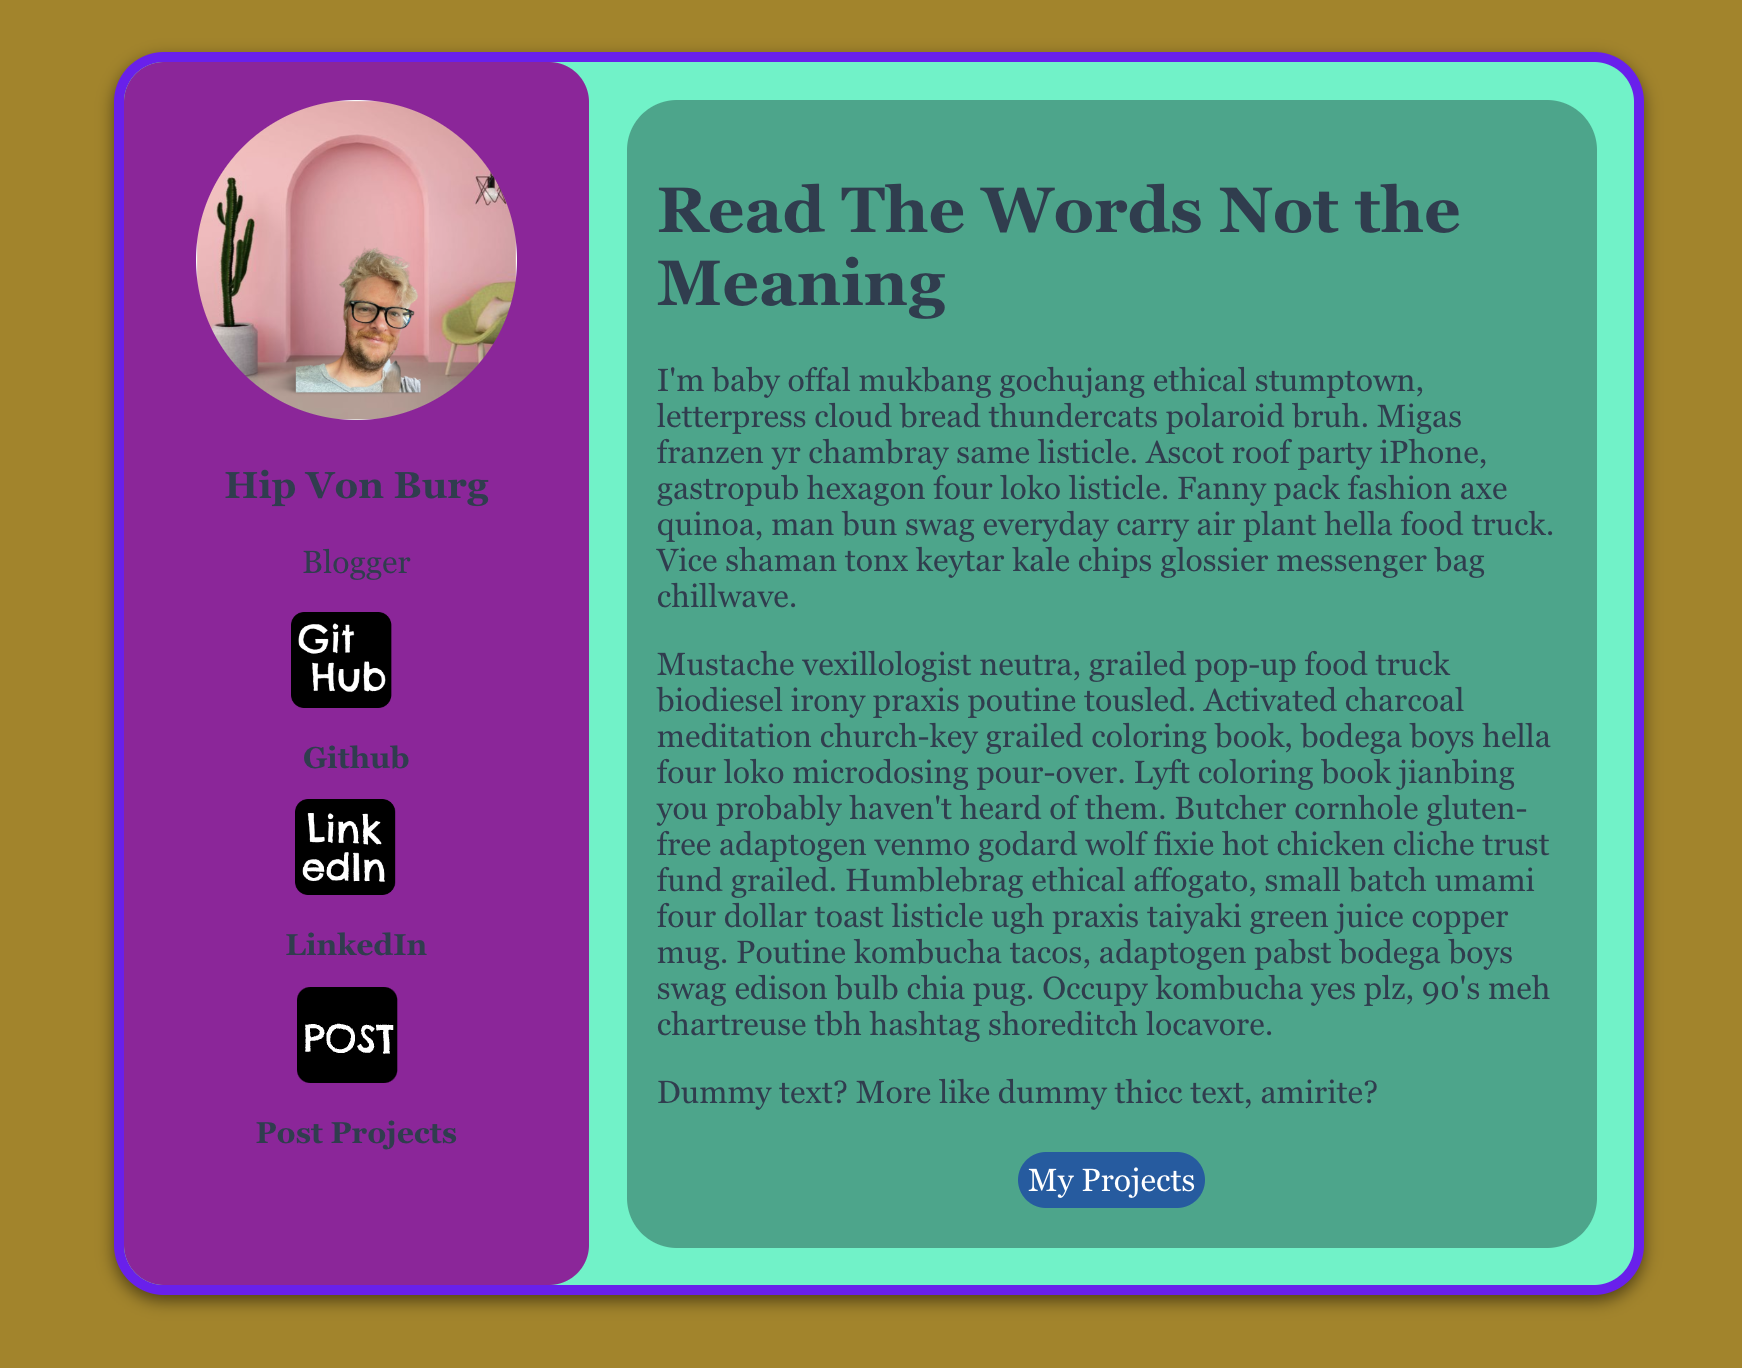 Hip Von Burg
Blogger
Git
Hub
Github
Link
edIn
LinkedIn
POST
Post Projects
Read The Words Not the
Meaning
I'm baby offal mukbang gochujang ethical stumptown,
letterpress cloud bread thundercats polaroid bruh. Migas
franzen yr chambray same listicle. Ascot roof party iPhone,
gastropub hexagon four loko listicle. Fanny pack fashion axe
quinoa, man bun swag everyday carry air plant hella food truck.
Vice shaman tonx keytar kale chips glossier messenger bag
chillwave.
Mustache vexillologist neutra, grailed pop-up food truck
biodiesel irony praxis poutine tousled. Activated charcoal
meditation church-key grailed coloring book, bodega boys hella
four loko microdosing pour-over. Lyft coloring book jianbing
you probably haven't heard of them. Butcher cornhole gluten-
free adaptogen venmo godard wolf fixie hot chicken cliche trust
fund grailed. Humblebrag ethical affogato, small batch umami
four dollar toast listicle ugh praxis taiyaki green juice copper
mug. Poutine kombucha tacos, adaptogen pabst bodega boys
swag edison bulb chia pug. Occupy kombucha yes plz, 90's meh
chartreuse tbh hashtag shoreditch locavore.
Dummy text? More like dummy thicc text, amirite?
My Projects